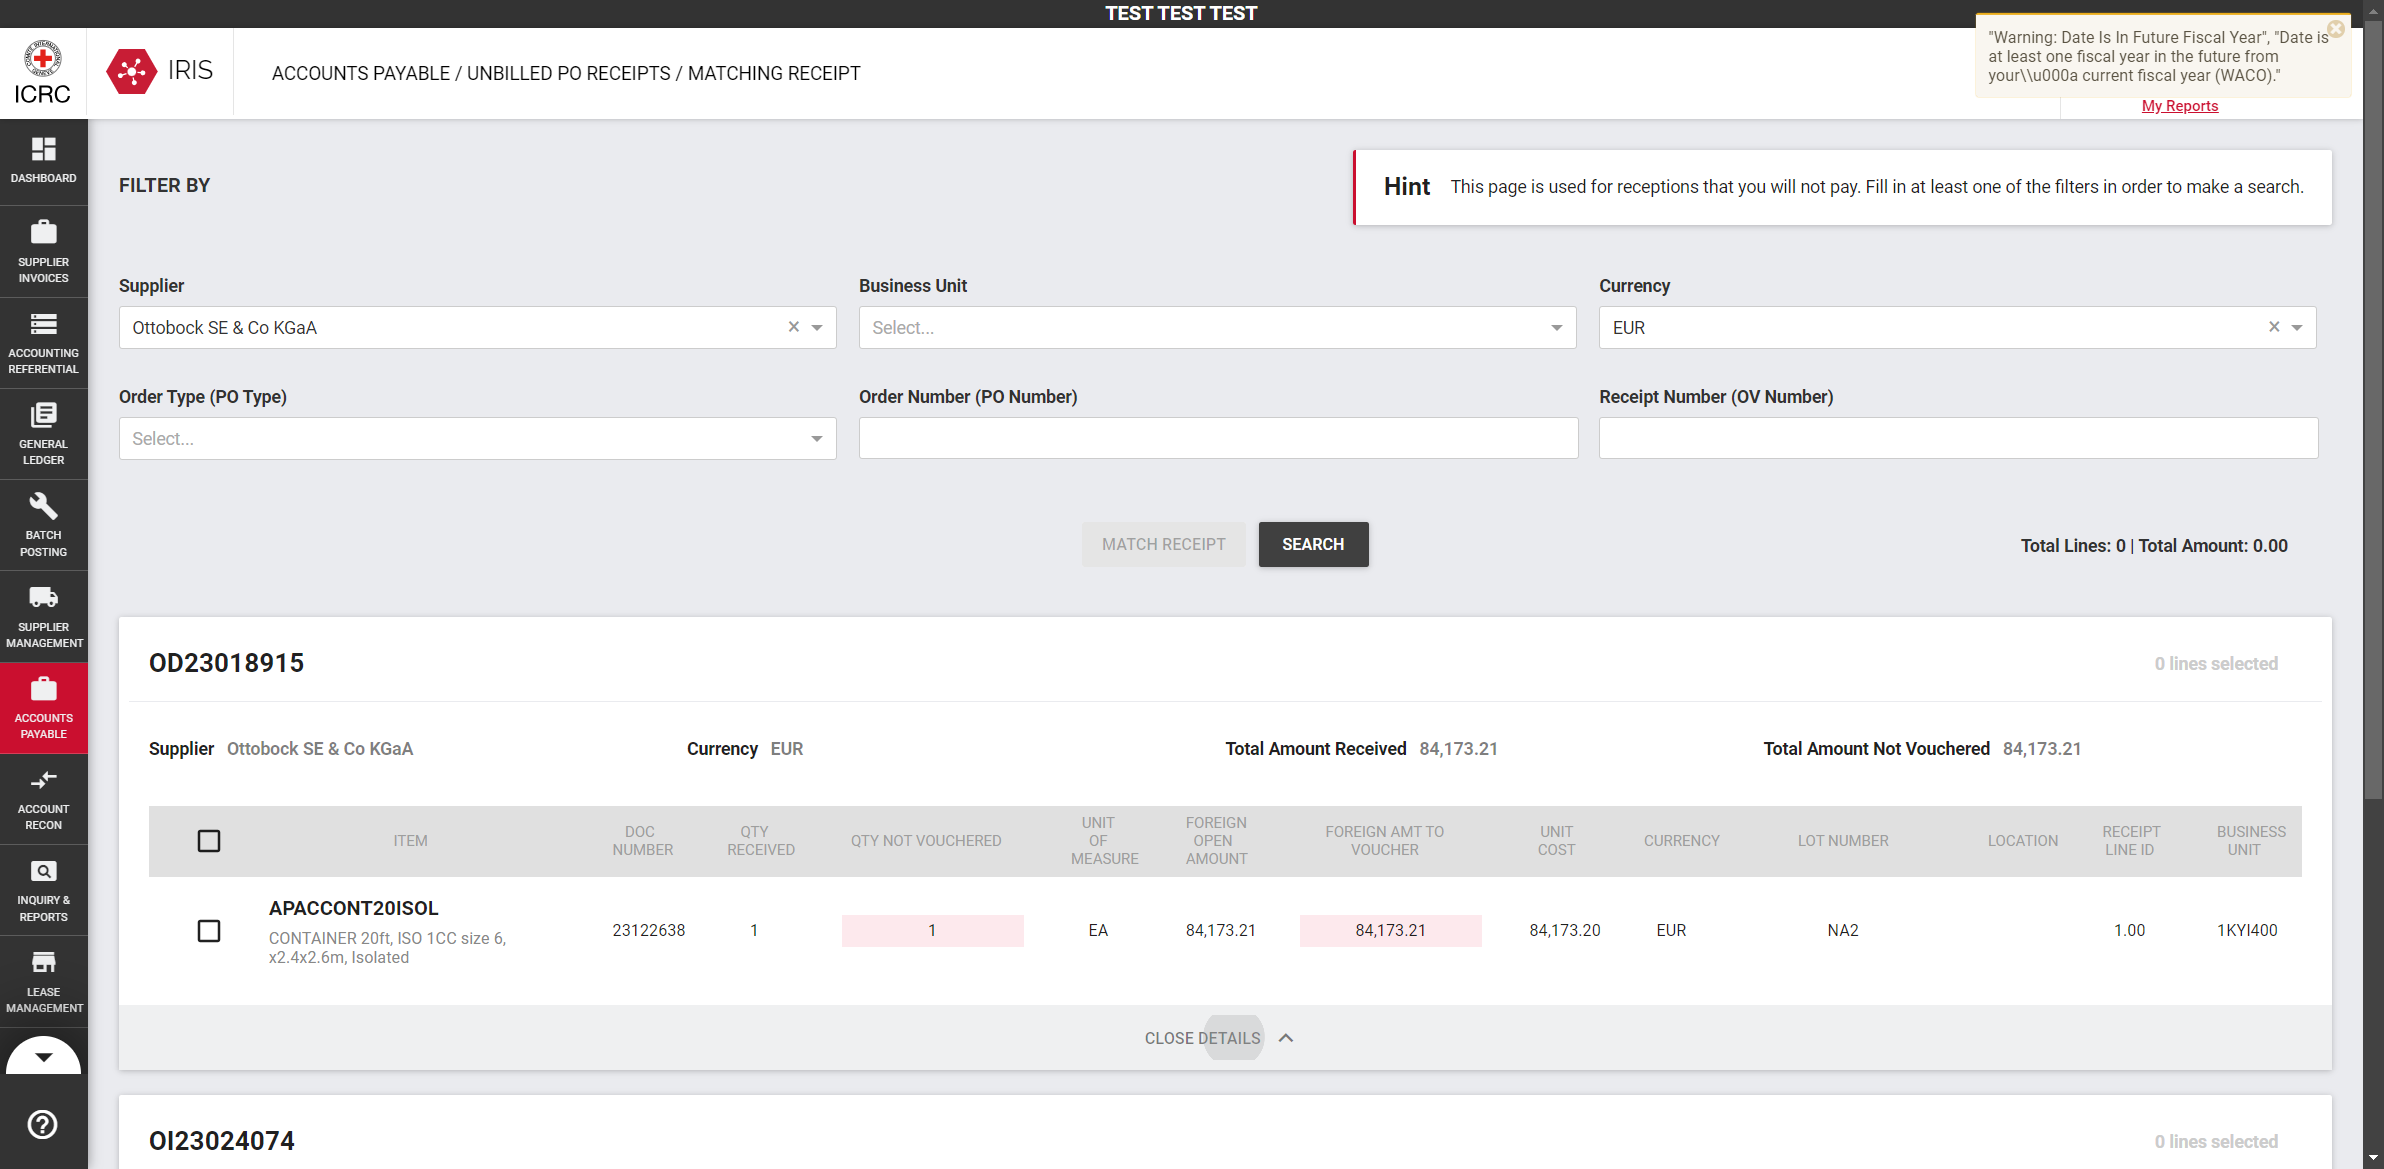 TEST TEST TEST
"Warning: Date Is In Future Fiscal Year", "Date is
at least one fiscal year in the future from
your\\u000a current fiscal year (WACO)."
ICRC
IRIS
ACCOUNTS PAYABLE / UNBILLED PO RECEIPTS / MATCHING RECEIPT
My Reports
DASHBOARD
SUPPLIER
INVOICES
ACCOUNTING
REFERENTIAL
GENERAL
LEDGER
BATCH
POSTING
SUPPLIER
MANAGEMENT
ACCOUNTS
PAYABLE
ACCOUNT
RECON
INQUIRY &
REPORTS
LEASE
MANAGEMENT
FILTER BY
Hint This page is used for receptions that you will not pay. Fill in at least one of the filters in order to make a search.
Supplier
Ottobock SE & Co KGaA
Business Unit
Select...
Currency
EUR
Order Type (PO Type)
Select...
Order Number (PO Number)
Receipt Number (OV Number)
MATCH RECEIPT
SEARCH
Total Lines: 0 | Total Amount: 0.00
OD23018915
0 lines selected
Supplier Ottobock SE & Co KGaA
Currency EUR
Total Amount Received 84,173.21
Total Amount Not Vouchered 84,173.21
ITEM
DOC
NUMBER
QTY
RECEIVED
QTY NOT VOUCHERED
UNIT
OF
MEASURE
FOREIGN
OPEN
AMOUNT
FOREIGN AMT TO
VOUCHER
UNIT
COST
CURRENCY
LOT NUMBER
LOCATION
RECEIPT
LINE ID
BUSINESS
UNIT
APACCONT20ISOL
CONTAINER 20ft, ISO 1CC size 6,
x2.4x2.6m, Isolated
23122638
1
1
EA
84,173.21
84,173.21
84,173.20
EUR
NA2
1.00
1KYI400
CLOSE DETAILS
OI23024074
0 lines selected